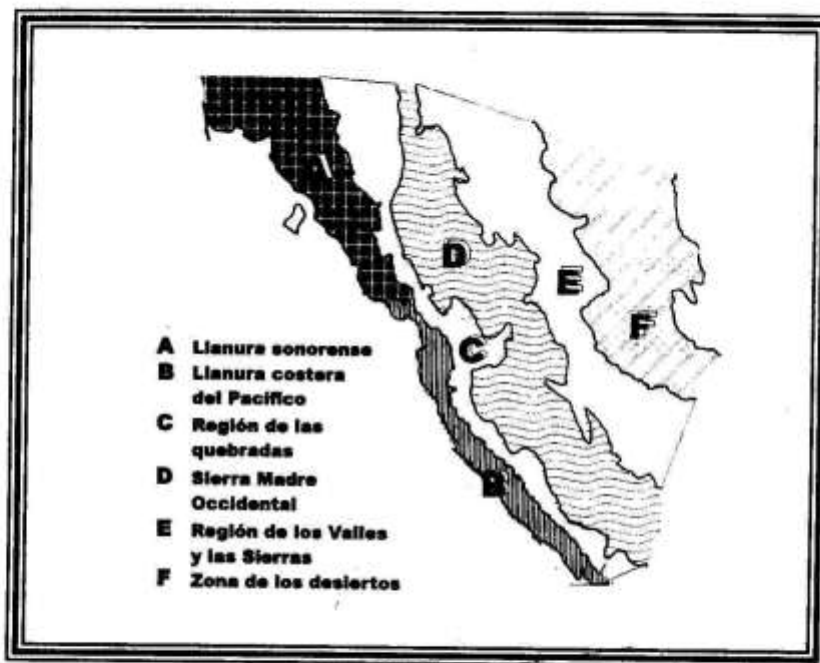 D
E
F
C
B
A Llanura sonorense
B Llanura costera
del Pacífico
C Región de las
quebradas
D Sierra Madre
Occidental
E Región de los Valles
y las Sierras
F Zona de los desiertos